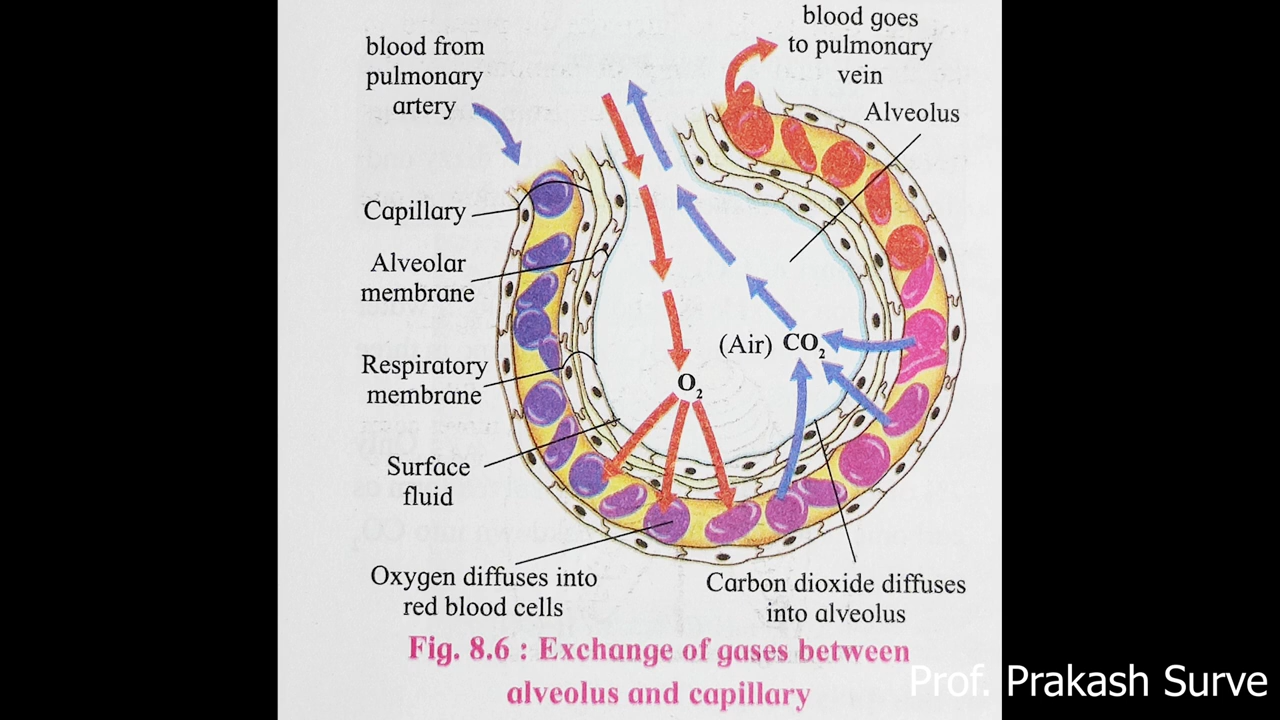 blood from
pulmonary
artery
blood goes
to pulmonary
vein
Alveolus
Capillary
Alveolar
membrane
Respiratory
membrane
(Air) CO₂
O₂
Surface
fluid
Oxygen diffuses into
red blood cells
Carbon dioxide diffuses
into alveolus
Fig. 8.6 : Exchange of gases between
alveolus and capillary
Prof. Prakash Surve